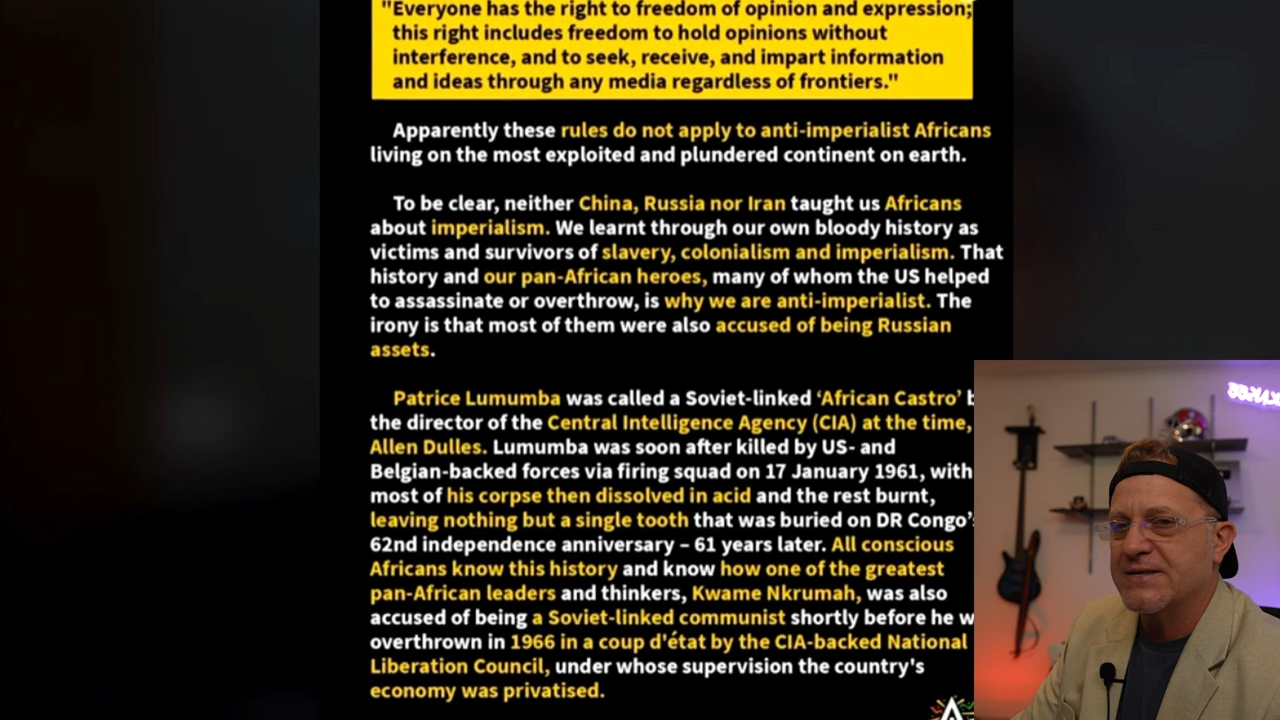 "Everyone has the right to freedom of opinion and expression;
this right includes freedom to hold opinions without
interference, and to seek, receive, and impart information
and ideas through any media regardless of frontiers."
Apparently these rules do not apply to anti-imperialist Africans
living on the most exploited and plundered continent on earth.
To be clear, neither China, Russia nor Iran taught us Africans
about imperialism. We learnt through our own bloody history as
victims and survivors of slavery, colonialism and imperialism. That
history and our pan-African heroes, many of whom the US helped
to assassinate or overthrow, is why we are anti-imperialist. The
irony is that most of them were also accused of being Russian
assets.
Patrice Lumumba was called a Soviet-linked ‘African Castro’
the director of the Central Intelligence Agency (CIA) at the time,
Allen Dulles. Lumumba was soon after killed by US- and
Belgian-backed forces via firing squad on 17 January 1961, with
most of his corpse then dissolved in acid and the rest burnt,
leaving nothing but a single tooth that was buried on DR Congo’
62nd independence anniversary – 61 years later. All conscious
Africans know this history and know how one of the greatest
pan-African leaders and thinkers, Kwame Nkrumah, was also
accused of being a Soviet-linked communist shortly before he
overthrown in 1966 in a coup d'état by the CIA-backed National
Liberation Council, under whose supervision the country's
economy was privatised.